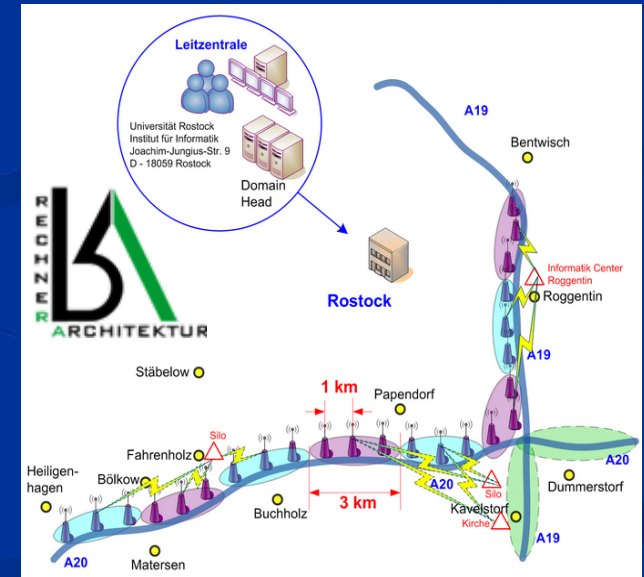 Leitzentrale
Universität Rostock
Institut für Informatik
Joachim-Jungius-Str. 9
D - 18059 Rostock
Domain
Head
A19
Bentwisch
RECHNER
ARCHITEKTUR
Informatik Center
Roggentin
Roggentin
Rostock
A19
Stäbelow
1 km
Papendorf
Silo
Fahrenholz
Heiligen-
hagen
Bölkow
A20
A20
Silo
Dummerstorf
Buchholz
3 km
Kavelstorf
Kirche
A19
A20
Matersen